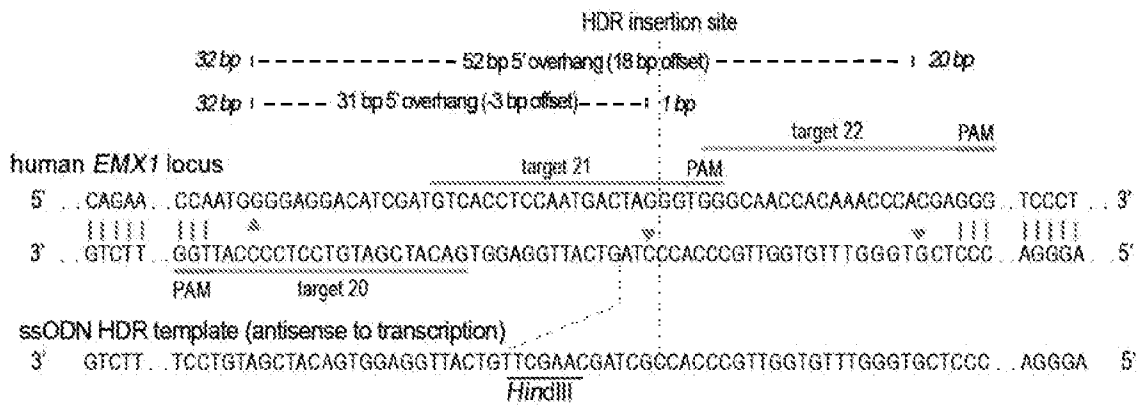 HDR insertion site
32 bp 52 bp 5' overhang (18 bp offset) 20 bp
32 bp 31 bp 5' overhang (-3 bp offset) 1 bp
target 22 PAM
human EMX1 locus target 21 PAM
5' ..CAGAA ..CCAATGGGGAGGACATCGATGTCACCTCCAATGACTAGGGTGGGCAACCACAAACCCACGAGGG ..TCCCT ... 3'
3' ..GTCTT ..GGTTACCCCTCCTGTAGCTACAGTGGAGGTTACTGATCCCACCCGTTGGTGTTTGGGTGCTCCC ...AGGGA ... 5'
PAM target 20
ssODN HDR template (antisense to transcription)
3' GTCTT ..TCCTGTAGCTACAGTGGAGGTTACTGTTCGAACGATCGCCACCCGTTGGTGTTTGGGTGCTCCC ...AGGGA 5'
HindIII